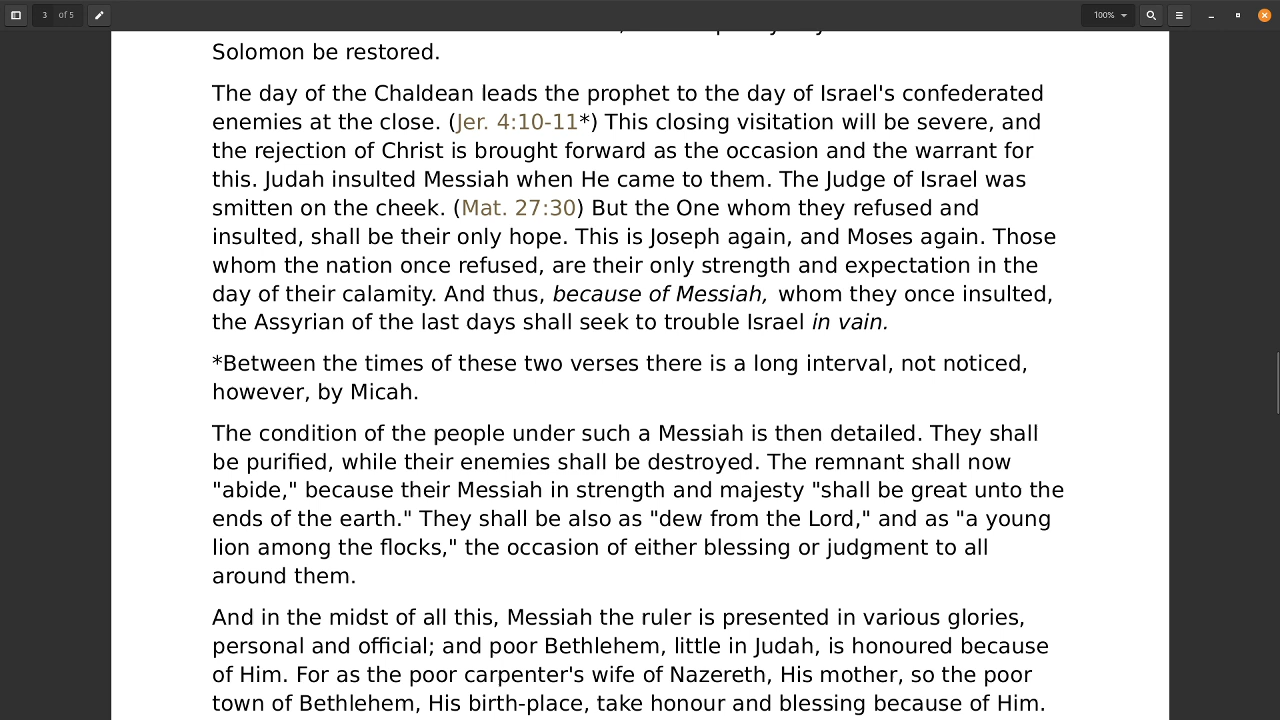 3 of 5
100%
Solomon be restored.
The day of the Chaldean leads the prophet to the day of Israel's confederated
enemies at the close. (Jer. 4:10-11*) This closing visitation will be severe, and
the rejection of Christ is brought forward as the occasion and the warrant for
this. Judah insulted Messiah when He came to them. The Judge of Israel was
smitten on the cheek. (Mat. 27:30) But the One whom they refused and
insulted, shall be their only hope. This is Joseph again, and Moses again. Those
whom the nation once refused, are their only strength and expectation in the
day of their calamity. And thus, because of Messiah, whom they once insulted,
the Assyrian of the last days shall seek to trouble Israel in vain.
*Between the times of these two verses there is a long interval, not noticed,
however, by Micah.
The condition of the people under such a Messiah is then detailed. They shall
be purified, while their enemies shall be destroyed. The remnant shall now
"abide," because their Messiah in strength and majesty "shall be great unto the
ends of the earth." They shall be also as "dew from the Lord," and as "a young
lion among the flocks," the occasion of either blessing or judgment to all
around them.
And in the midst of all this, Messiah the ruler is presented in various glories,
personal and official; and poor Bethlehem, little in Judah, is honoured because
of Him. For as the poor carpenter's wife of Nazereth, His mother, so the poor
town of Bethlehem, His birth-place, take honour and blessing because of Him.